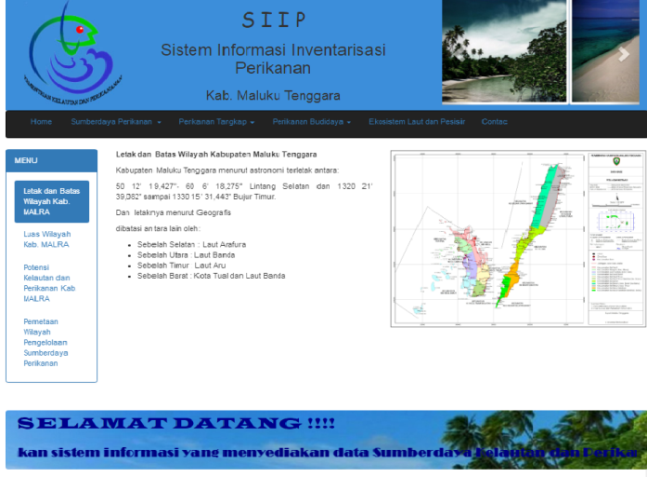 SIIP
Sistem Informasi Inventarisasi
Perikanan
Kab. Maluku Tenggara
Home Sumberdaya Perikanan Perikanan Tangkap Perikanan Budidaya Ekosistem Laut dan Pesisir Contac
MENU
Letak dan Batas
Wilayah Kab.
MALRA
Luas Wilayah
Kab. MALRA
Potensi
Kelautan dan
Perikanan Kab
MALRA
Pemetaan
Wilayah
Pengelolaan
Sumberdaya
Perikanan
Letak dan Batas Wilayah Kabupaten Maluku Tenggara
Kabupaten Maluku Tenggara menurut astronomi terletak antara:
50 12' 19,427"- 60 6' 18,275" Lintang Selatan dan 1320 21'
39,362" sampai 1330 15' 31,443" Bujur Timur.
Dan letaknya menurut Geografis
dibatasi antara lain oleh:
• Sebelah Selatan : Laut Arafura
• Sebelah Utara : Laut Banda
• Sebelah Timur : Laut Aru
• Sebelah Barat : Kota Tual dan Laut Banda
SELAMAT DATANG !!!!
kan sistem informasi yang menyediakan data Sumberdaya Kelautan dan Perika